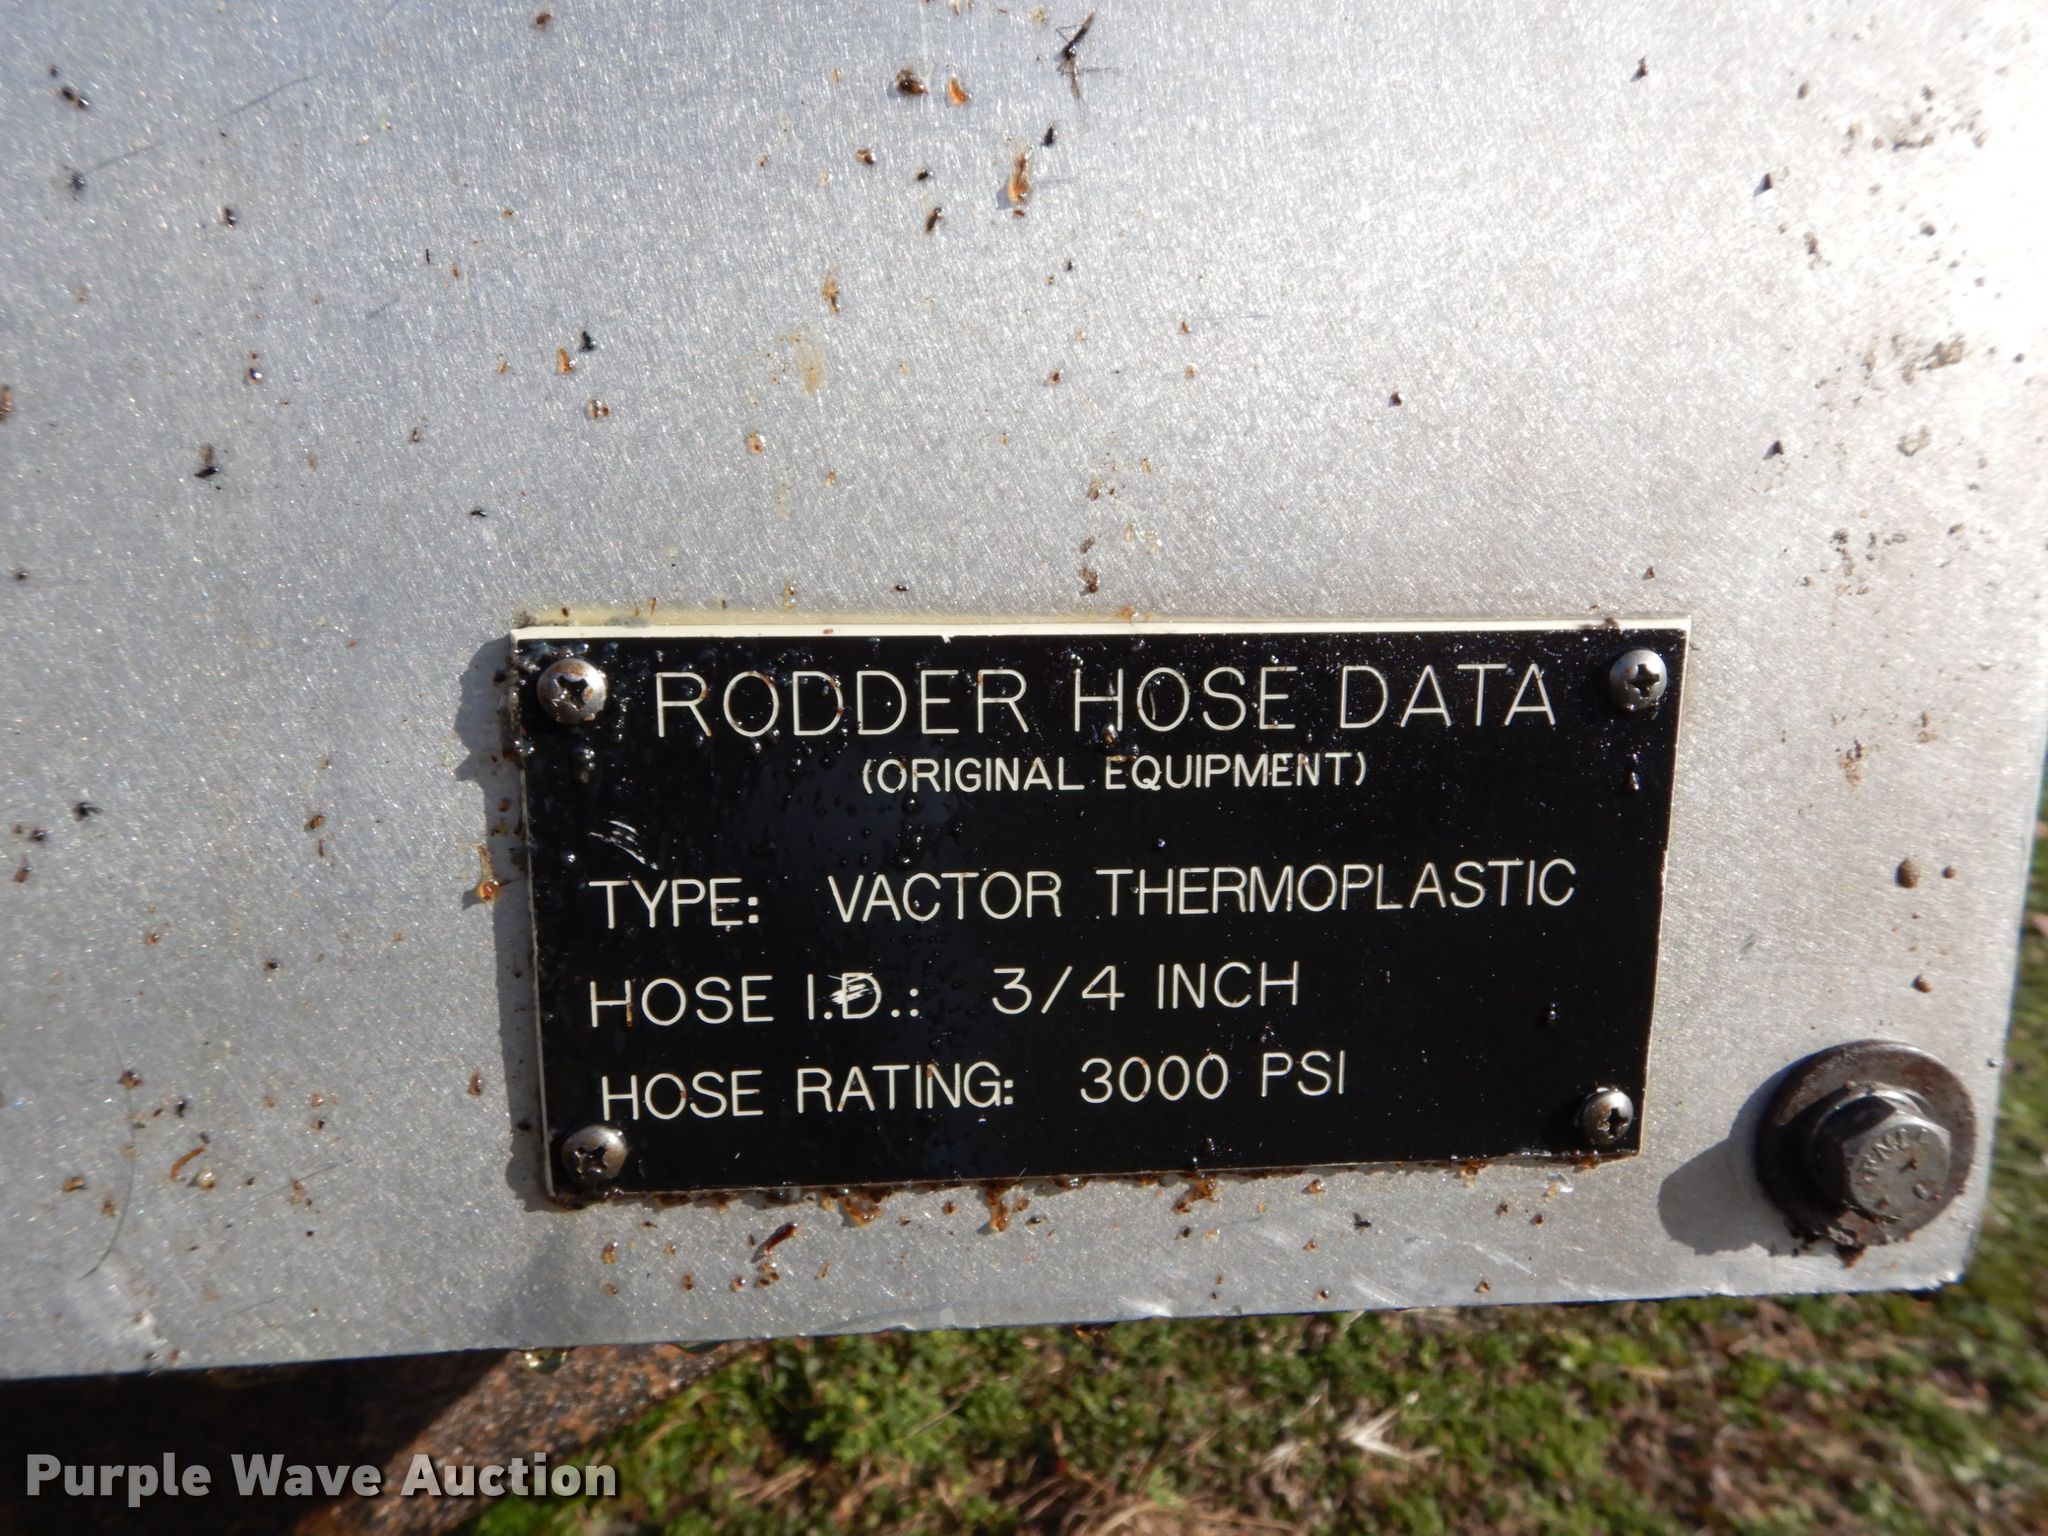 RODDER HOSE DATA
(ORIGINAL EQUIPMENT)
TYPE: VACTOR THERMOPLASTIC
HOSE I.D.: 3/4 INCH
HOSE RATING: 3000 PSI
Purple Wave Auction